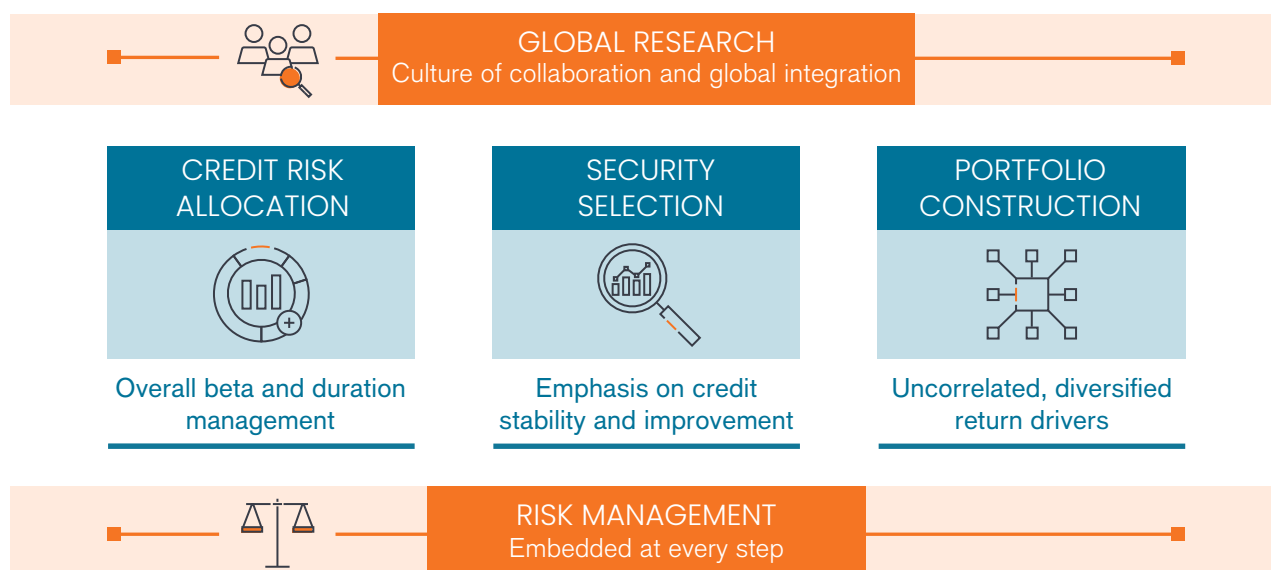 GLOBAL RESEARCH
Culture of collaboration and global integration
CREDIT RISK
ALLOCATION
Overall beta and duration
management
SECURITY
SELECTION
Emphasis on credit
stability and improvement
PORTFOLIO
CONSTRUCTION
Uncorrelated, diversified
return drivers
RISK MANAGEMENT
Embedded at every step